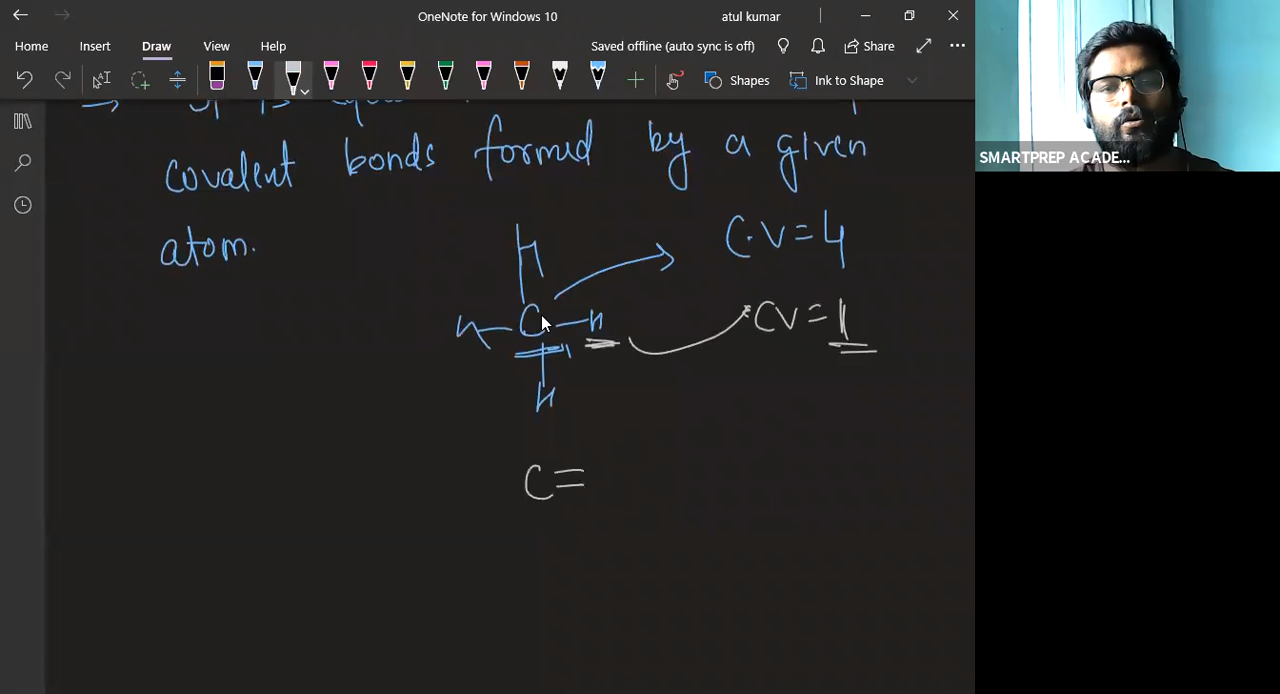 OneNote for Windows 10
atul kumar
Home Insert Draw View Help
Saved offline (auto sync is off)
Share
Shapes
Ink to Shape
SMARTPREP ACADE...
covalent bonds formed by a given
atom.
H
C.V=4
H C H
CV=1
H
C=